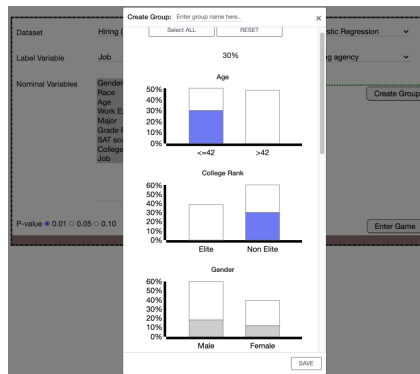 Create Group: Enter group name here.. ×
Select ALL RESET
Dataset Hiring ( stic Regression
30%
Label Variable Job g agency
Nominal Variables Gender
Race
Age
Work E
Major
Grade
SAT sco
College
Job
Create Group
Age
50%
40%
30%
20%
10%
0%
<=42 >42
College Rank
60%
50%
40%
30%
20%
10%
0%
Elite Non Elite
P-value 0.01 0.05 0.10
Enter Game
Gender
60%
50%
40%
30%
20%
10%
0%
Male Female
SAVE